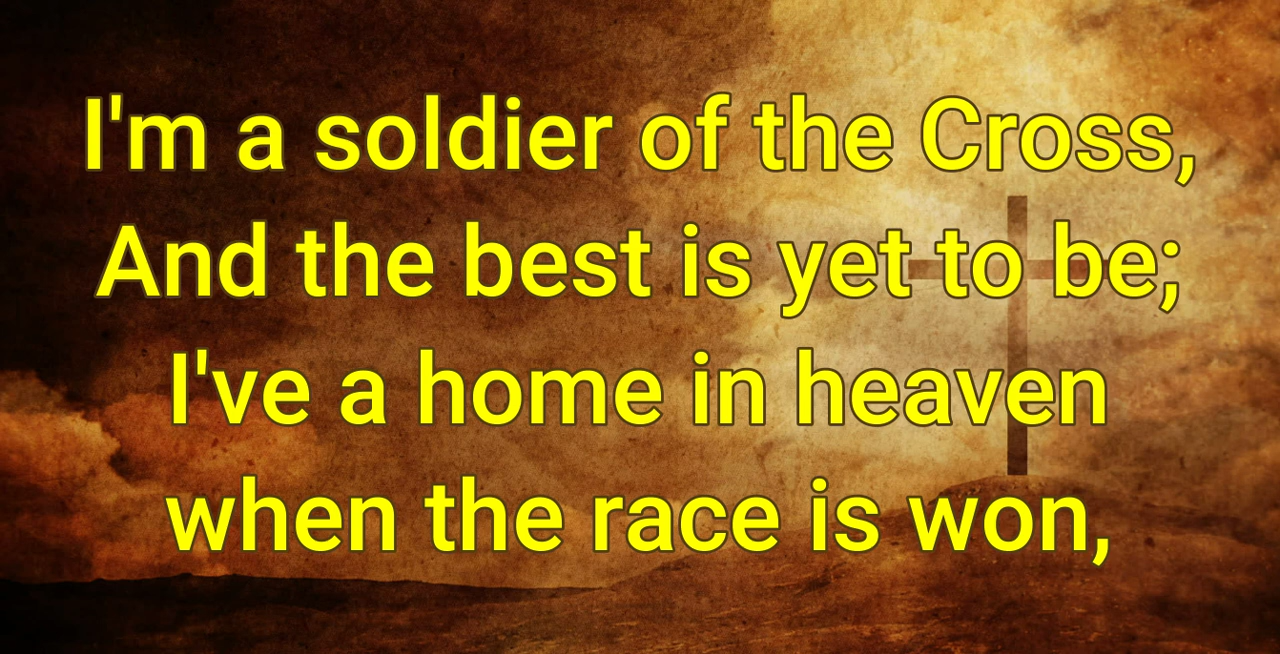 I'm a soldier of the Cross,
And the best is yet to be;
I've a home in heaven
when the race is won,